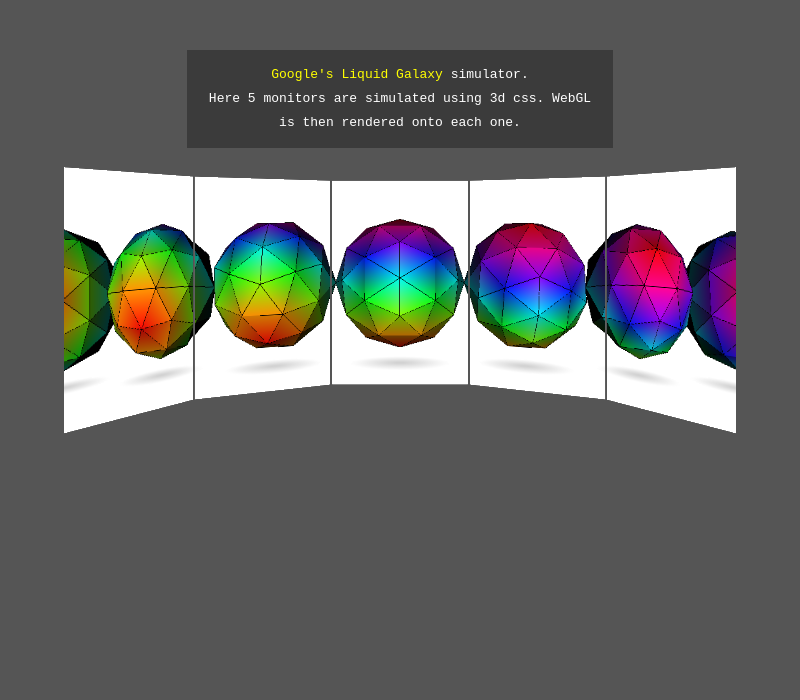 Google's Liquid Galaxy simulator.
Here 5 monitors are simulated using 3d css. WebGL
is then rendered onto each one.